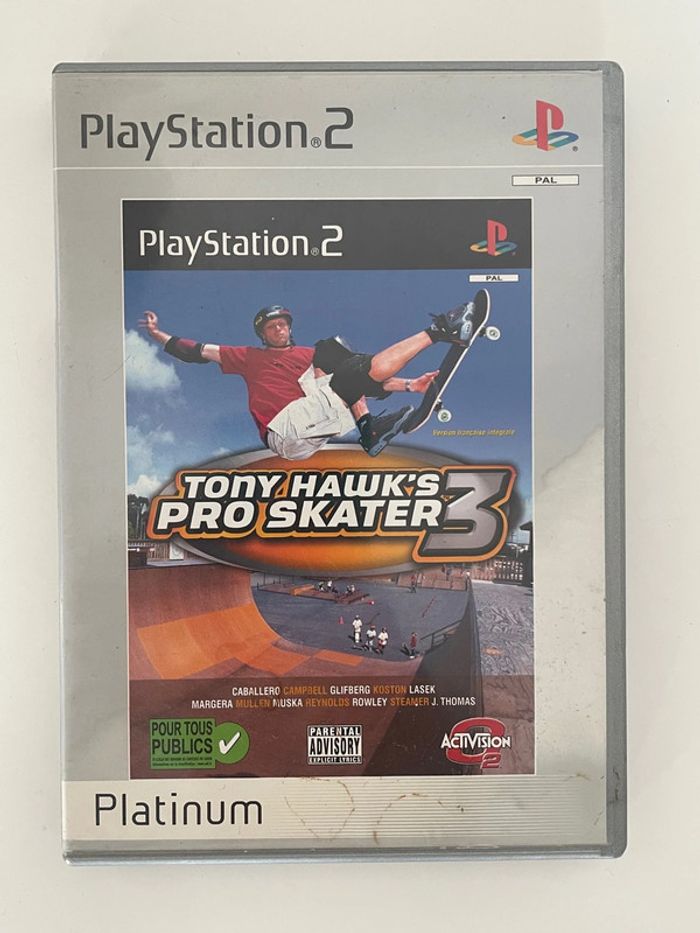 PlayStation®2
PAL
PlayStation®2
PAL
Version française intégrale
TONY HAWK'S
PRO SKATER 3
CABALLERO CAMPBELL GLIFBERG KOSTON LASEK
MARGERA MULLEN MUSKA REYNOLDS ROWLEY STEAMER J. THOMAS
POUR TOUS
PUBLICS
PARENTAL
ADVISORY
EXPLICIT LYRICS
ACTIVISION
O2
Platinum